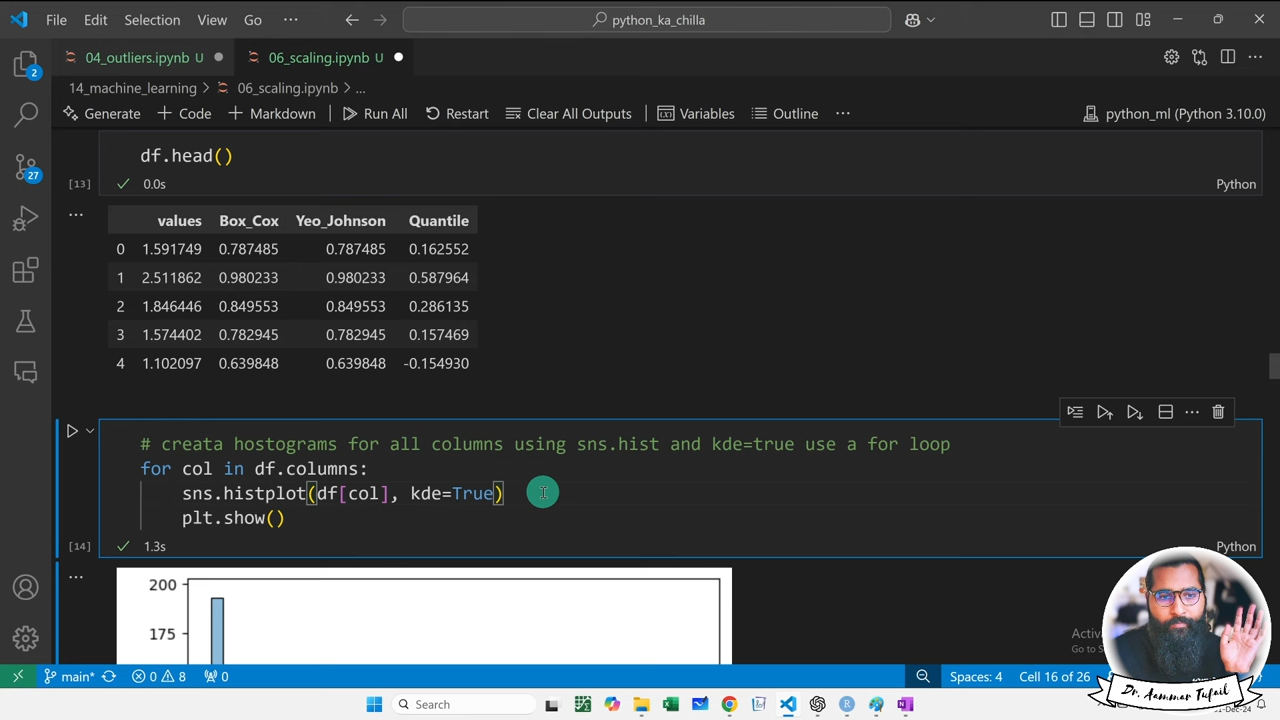 File Edit Selection View Go ··· python_ka_chilla
04_outliers.ipynb U 06_scaling.ipynb U
14_machine_learning > 06_scaling.ipynb > ...
Generate + Code + Markdown Run All Restart Clear All Outputs Variables Outline ··· python_ml (Python 3.10.0)
2
27
df.head()
[13] 0.0s Python
values Box_Cox Yeo_Johnson Quantile
0 1.591749 0.787485 0.787485 0.162552
1 2.511862 0.980233 0.980233 0.587964
2 1.846446 0.849553 0.849553 0.286135
3 1.574402 0.782945 0.782945 0.157469
4 1.102097 0.639848 0.639848 -0.154930
# creata hostograms for all columns using sns.hist and kde=true use a for loop
for col in df.columns:
sns.histplot(df[col], kde=True)
plt.show()
[14] 1.3s Python
200
175
Activ
Go to S
main* 0 8 0 Spaces: 4 Cell 16 of 26
Dr. Aammar Tufail
Search
-Dec-24